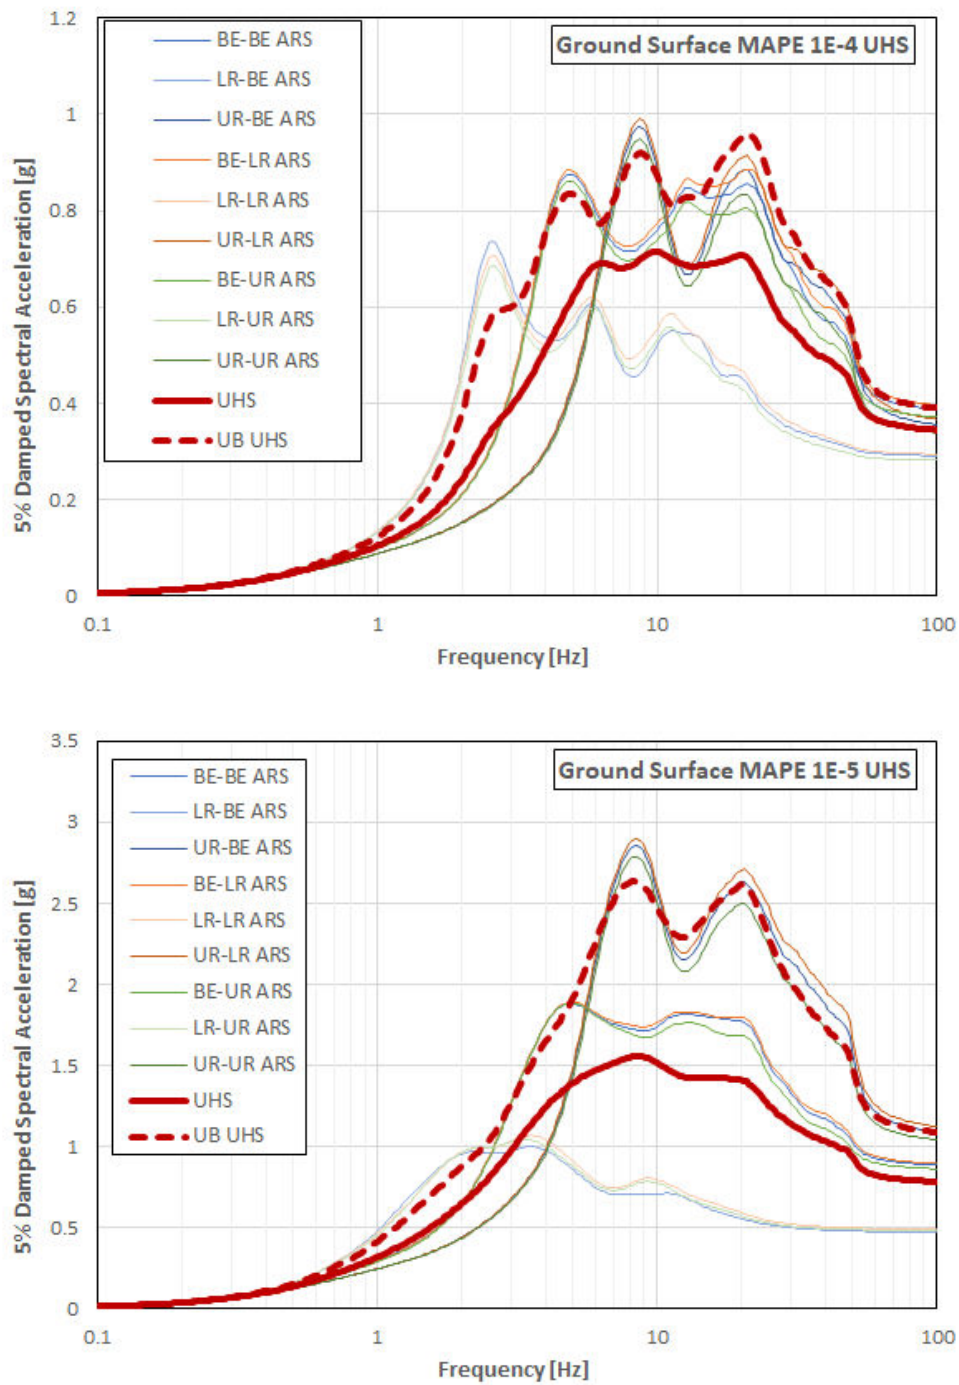 Ground Surface MAPE 1E-4 UHS
5% Damped Spectral Acceleration [g]
1.2
1
0.8
0.6
0.4
0.2
0
BE-BE ARS
LR-BE ARS
UR-BE ARS
BE-LR ARS
LR-LR ARS
UR-LR ARS
BE-UR ARS
LR-UR ARS
UR-UR ARS
UHS
UB UHS
0.1 1 10 100
Frequency [Hz]
Ground Surface MAPE 1E-5 UHS
5% Damped Spectral Acceleration [g]
3.5
3
2.5
2
1.5
1
0.5
0
BE-BE ARS
LR-BE ARS
UR-BE ARS
BE-LR ARS
LR-LR ARS
UR-LR ARS
BE-UR ARS
LR-UR ARS
UR-UR ARS
UHS
UB UHS
0.1 1 10 100
Frequency [Hz]